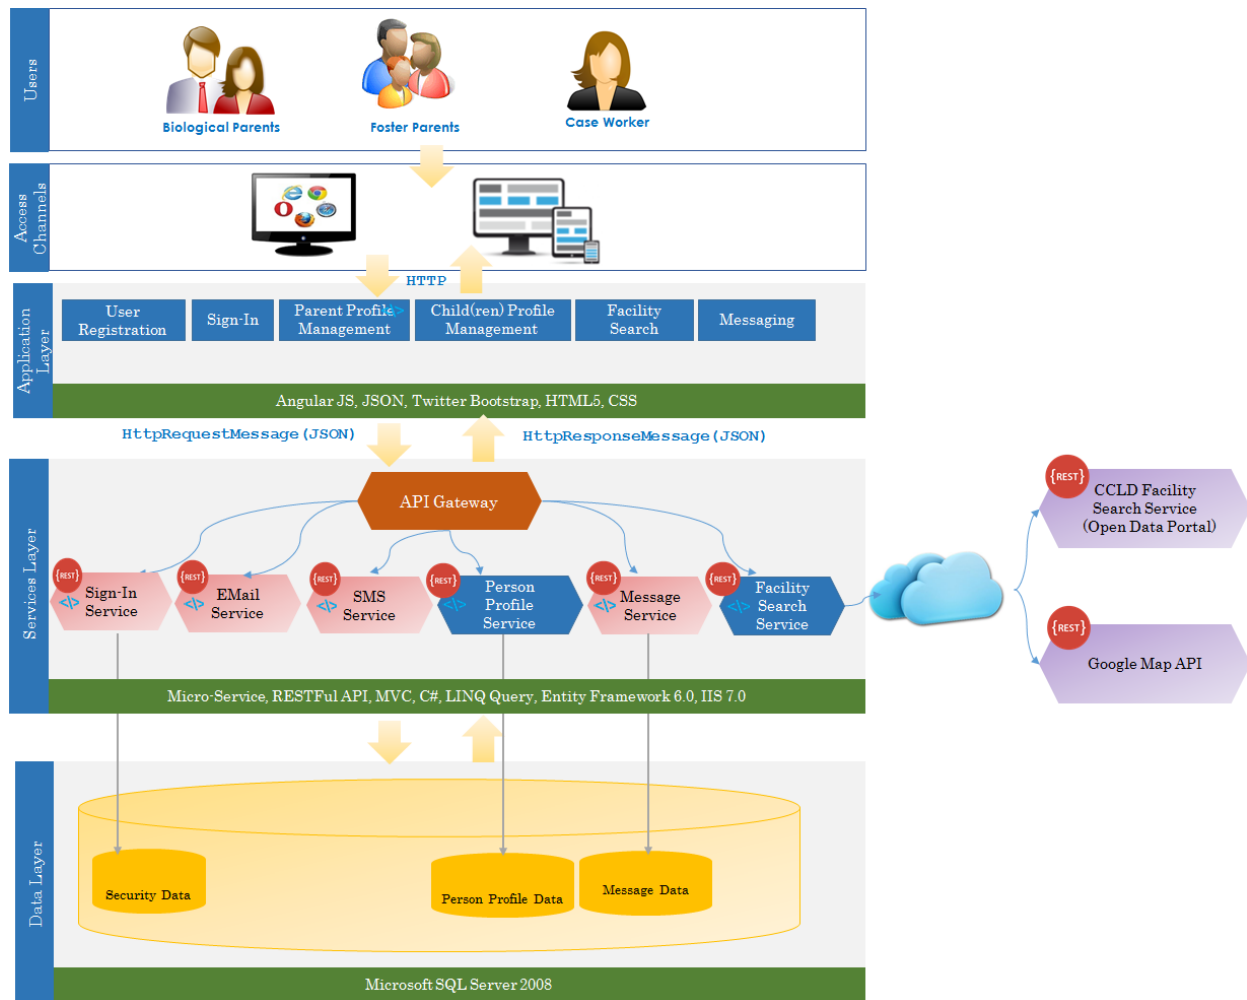 Users
Biological Parents
Foster Parents
Case Worker
Access
Channels
HTTP
Application
Layer
User
Registration
Sign-In
Parent Profile
Management
</>
Child(ren) Profile
Management
Facility
Search
Messaging
Angular JS, JSON, Twitter Bootstrap, HTML5, CSS
HttpRequestMessage(JSON)
HttpResponseMessage(JSON)
Services Layer
API Gateway
{REST}
</>
Sign-In
Service
{REST}
</>
EMail
Service
{REST}
</>
SMS
Service
{REST}
</>
Person
Profile
Service
{REST}
</>
Message
Service
{REST}
</>
Facility
Search
Service
{REST}
CCLD Facility
Search Service
(Open Data Portal)
{REST}
Google Map API
Micro-Service, RESTFul API, MVC, C#, LINQ Query, Entity Framework 6.0, IIS 7.0
Data Layer
Security Data
Person Profile Data
Message Data
Microsoft SQL Server 2008